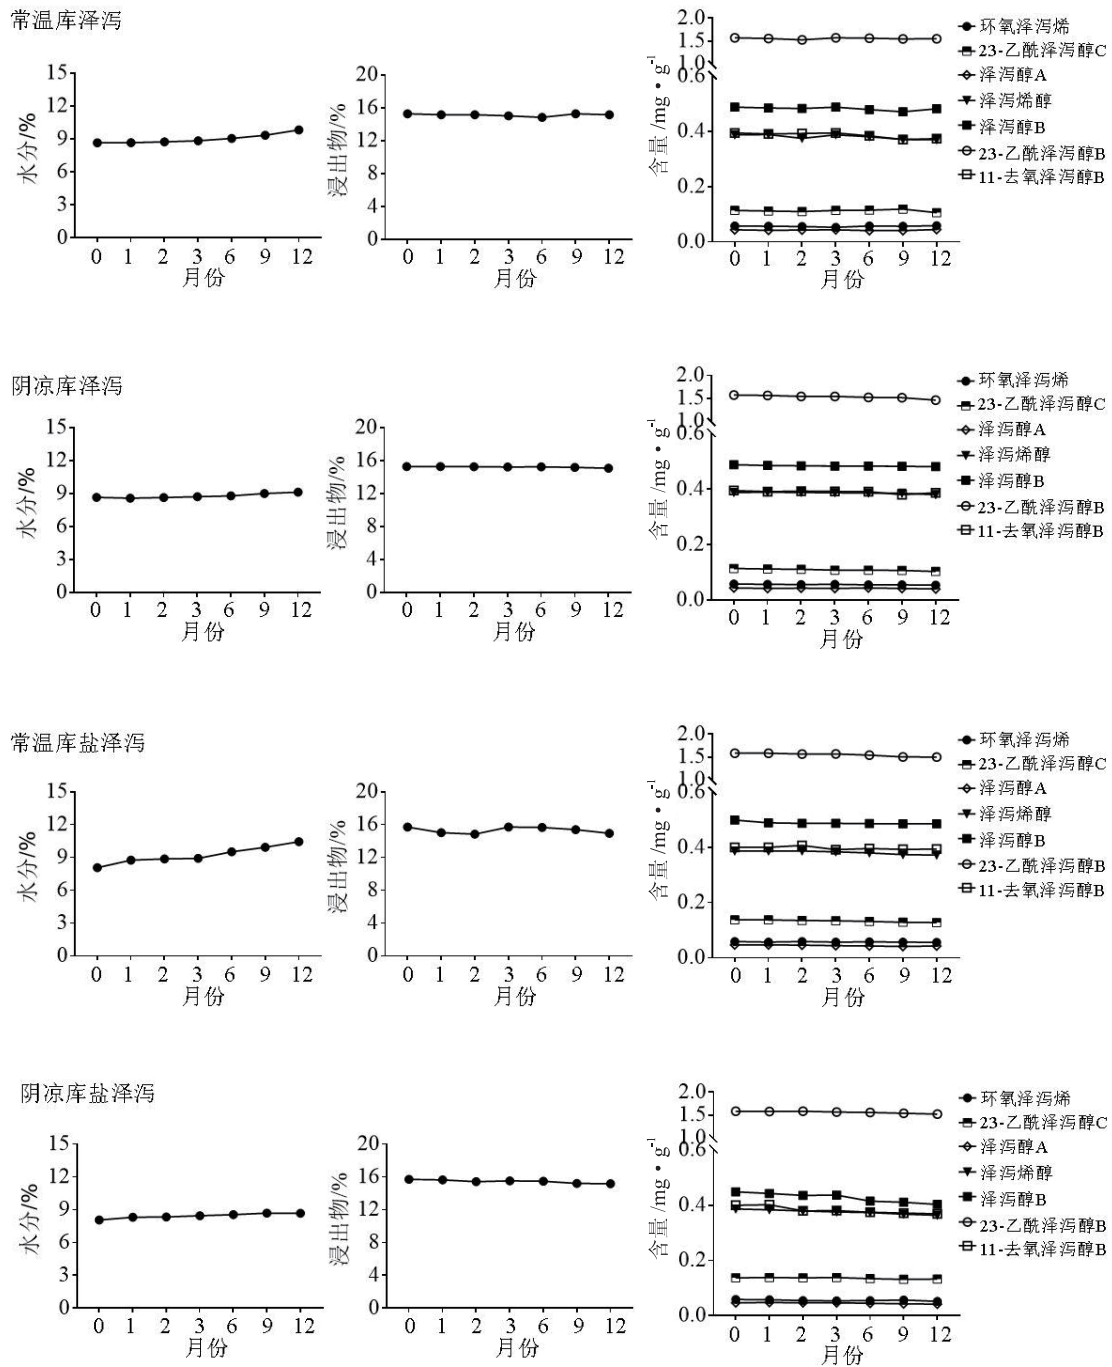 常温库泽泻
15
12
9
6
3
0
水分/%
0 1 2 3 6 9 12
月份
20
16
12
8
4
0
浸出物/%
0 1 2 3 6 9 12
月份
2.0
1.5
1.0
0.6
0.4
0.2
0.0
含量/mg·g⁻¹
0 1 2 3 6 9 12
月份
环氧泽泻烯
23-乙酰泽泻醇C
泽泻醇A
泽泻烯醇
泽泻醇B
23-乙酰泽泻醇B
11-去氧泽泻醇B
阴凉库泽泻
15
12
9
6
3
0
水分/%
0 1 2 3 6 9 12
月份
20
16
12
8
4
0
浸出物/%
0 1 2 3 6 9 12
月份
2.0
1.5
1.0
0.6
0.4
0.2
0.0
含量/mg·g⁻¹
0 1 2 3 6 9 12
月份
环氧泽泻烯
23-乙酰泽泻醇C
泽泻醇A
泽泻烯醇
泽泻醇B
23-乙酰泽泻醇B
11-去氧泽泻醇B
常温库盐泽泻
15
12
9
6
3
0
水分/%
0 1 2 3 6 9 12
月份
20
16
12
8
4
0
浸出物/%
0 1 2 3 6 9 12
月份
2.0
1.5
1.0
0.6
0.4
0.2
0.0
含量/mg·g⁻¹
0 1 2 3 6 9 12
月份
环氧泽泻烯
23-乙酰泽泻醇C
泽泻醇A
泽泻烯醇
泽泻醇B
23-乙酰泽泻醇B
11-去氧泽泻醇B
阴凉库盐泽泻
15
12
9
6
3
0
水分/%
0 1 2 3 6 9 12
月份
20
16
12
8
4
0
浸出物/%
0 1 2 3 6 9 12
月份
2.0
1.5
1.0
0.6
0.4
0.2
0.0
含量/mg·g⁻¹
0 1 2 3 6 9 12
月份
环氧泽泻烯
23-乙酰泽泻醇C
泽泻醇A
泽泻烯醇
泽泻醇B
23-乙酰泽泻醇B
11-去氧泽泻醇B